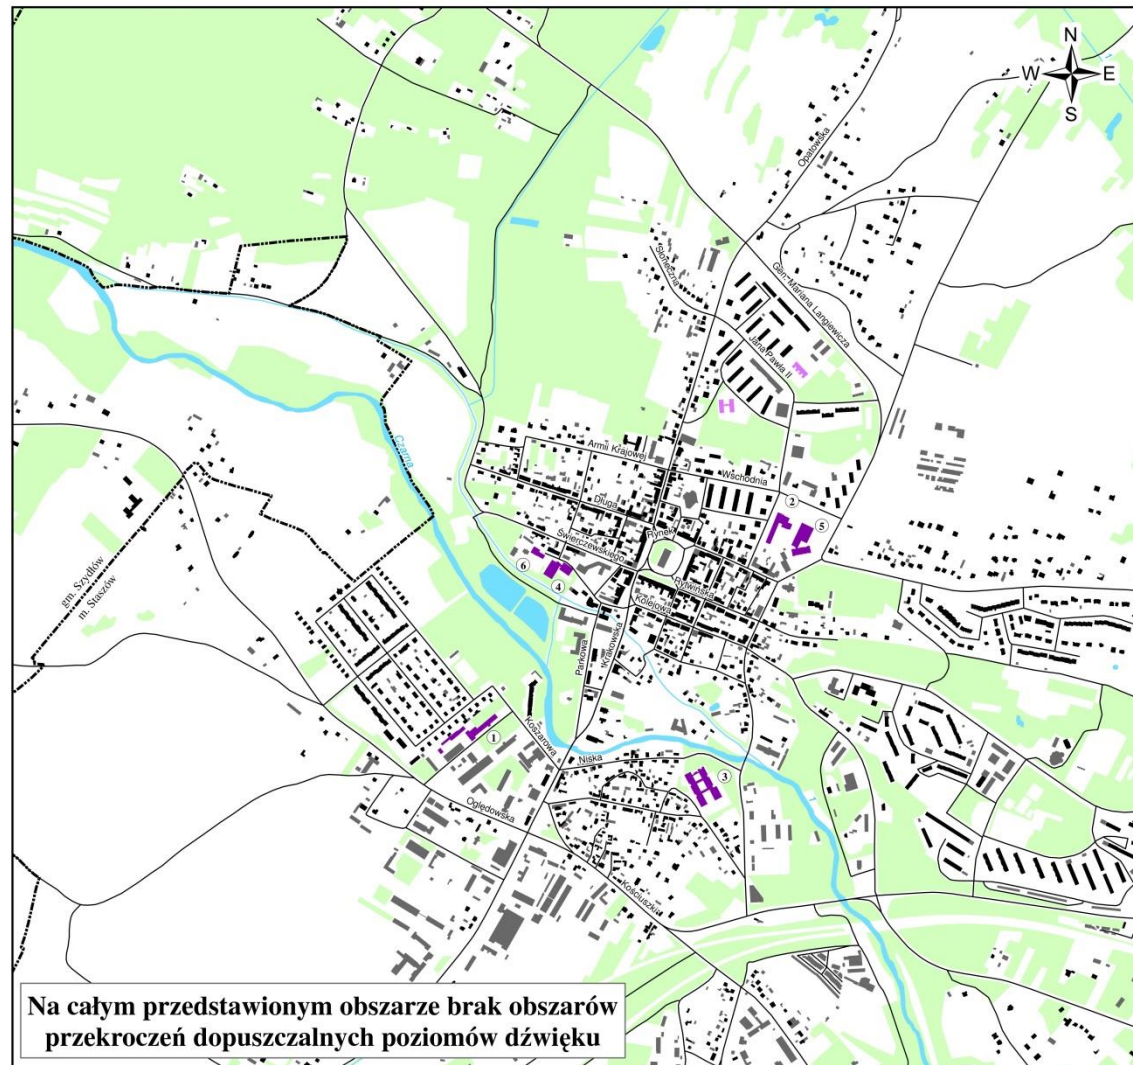 N
W E
S
Opatowska
Słoneczna
Gen. Mariana Langiewicza
Jana Pawła II
Czarna
Armii Krajowej
Wschodnia
Długa
2
5
Rynek
Świerczewskiego
6
4
Rytwińska
Kolejowa
gm. Szydłów
m. Staszów
Parkowa
Krakowska
1
Koszarowa
Niska
3
Oględowska
Kościuszki
Na całym przedstawionym obszarze brak obszarów
przekroczeń dopuszczalnych poziomów dźwięku